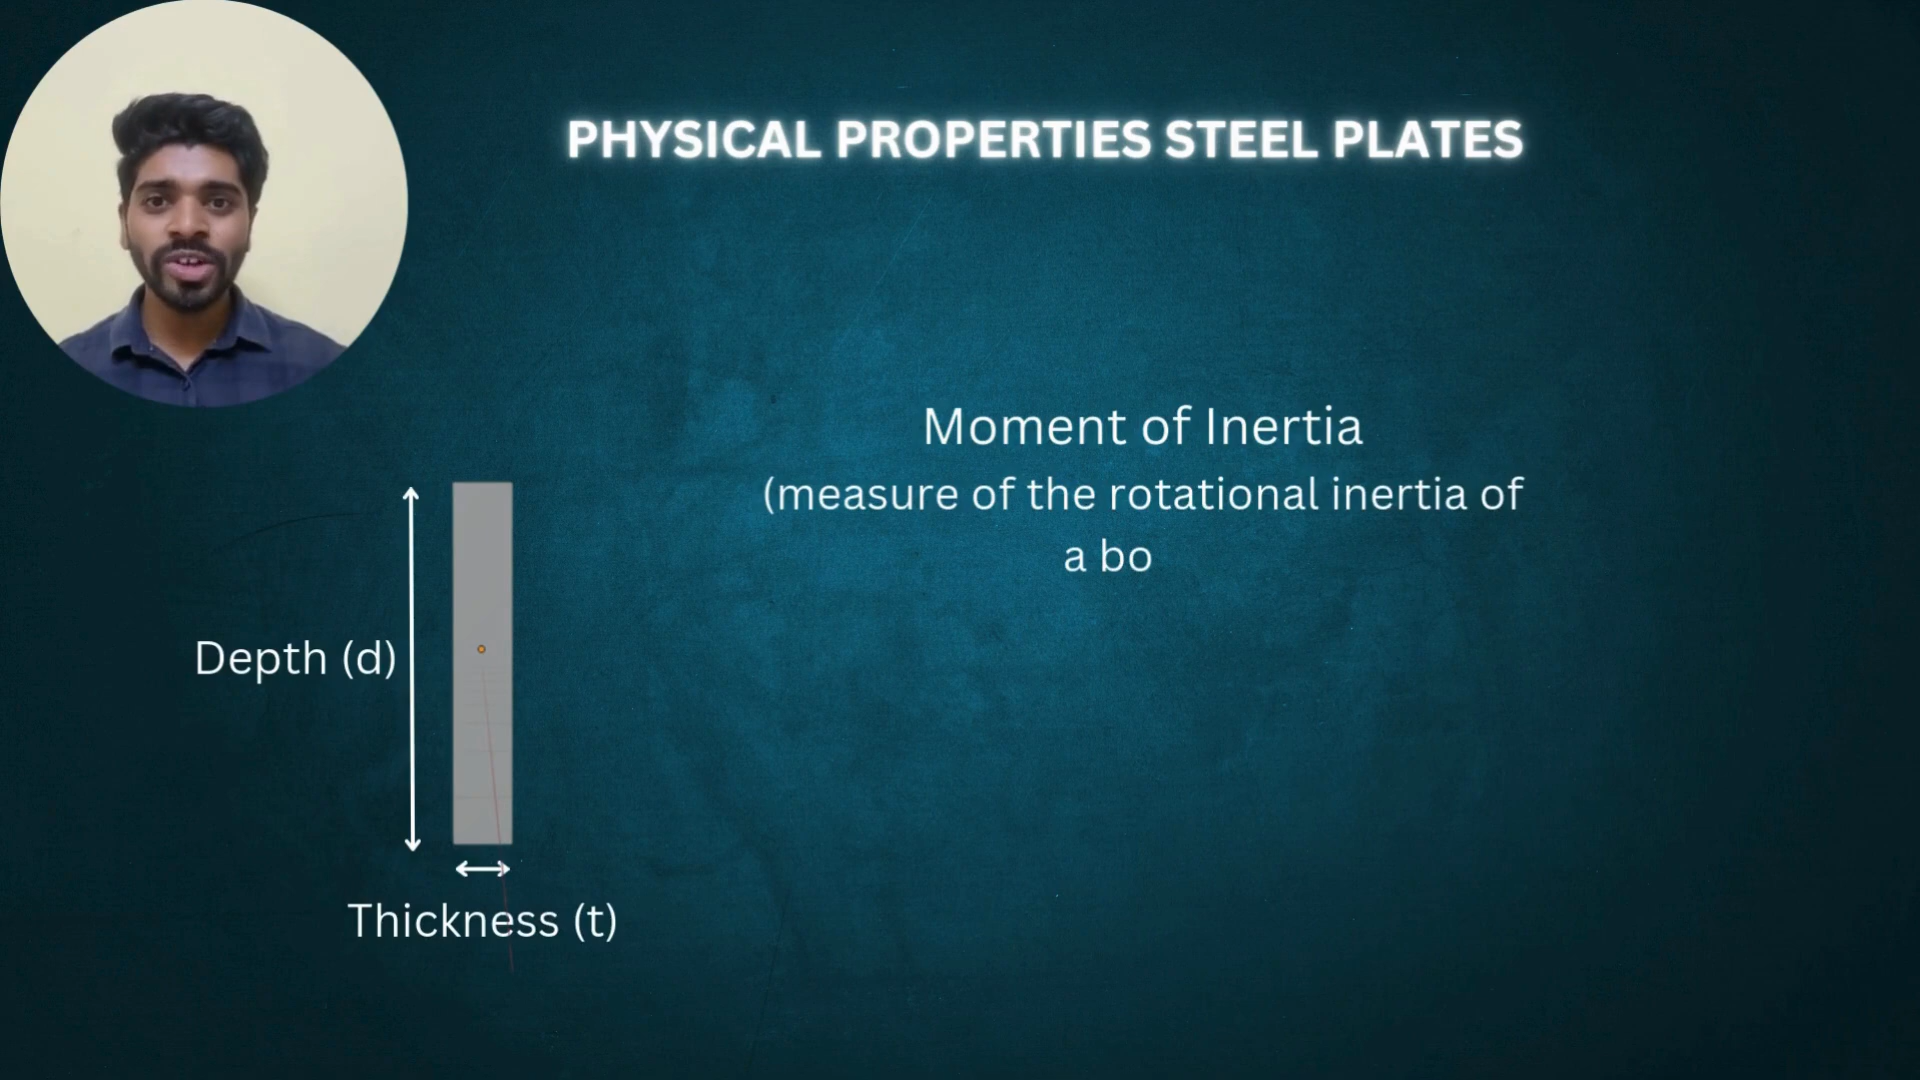 PHYSICAL PROPERTIES STEEL PLATES
Moment of Inertia
(measure of the rotational inertia of
a bo
Depth (d)
Thickness (t)